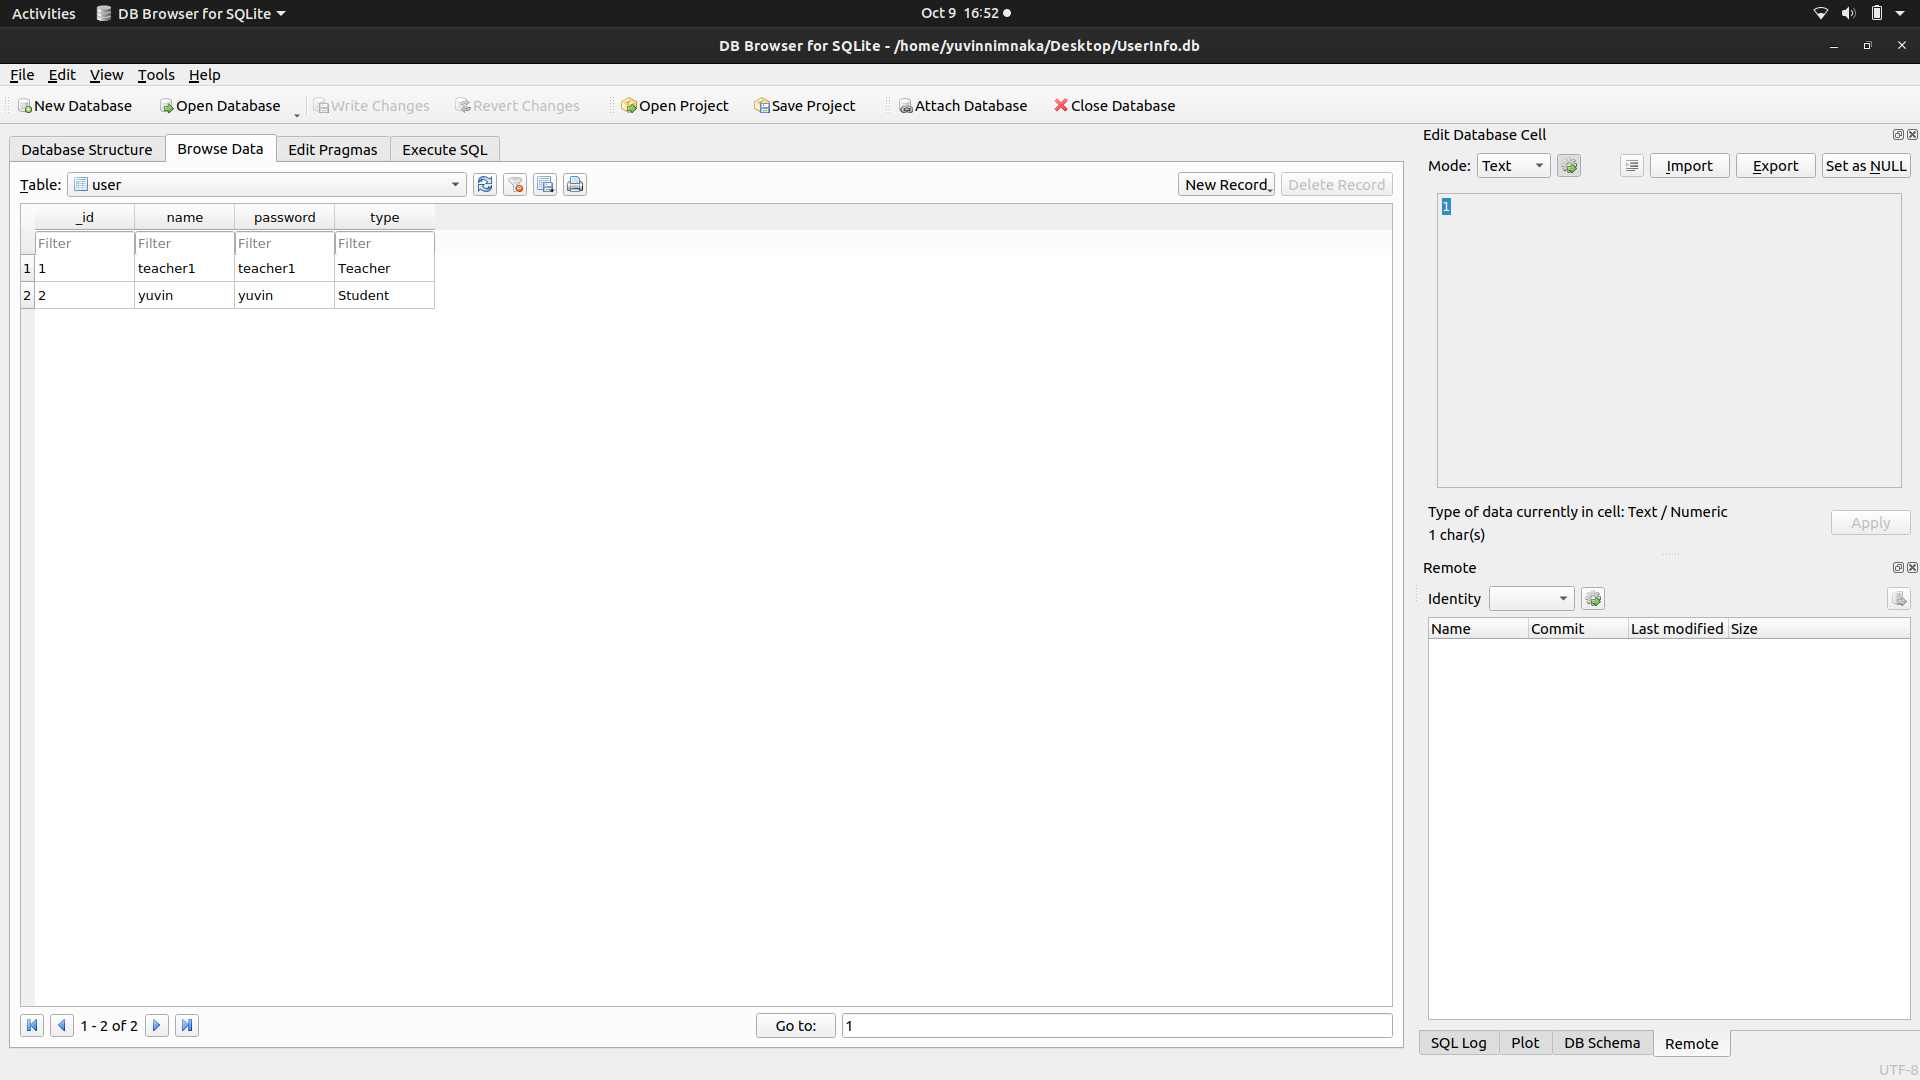 Activities DB Browser for SQLite Oct 9 16:52
DB Browser for SQLite - /home/yuvinnimnaka/Desktop/UserInfo.db
File Edit View Tools Help
New Database Open Database Write Changes Revert Changes Open Project Save Project Attach Database Close Database
Database Structure Browse Data Edit Pragmas Execute SQL
Table: user New Record Delete Record
_id name password type
Filter Filter Filter Filter
1 1 teacher1 teacher1 Teacher
2 2 yuvin yuvin Student
1 - 2 of 2 Go to: 1
Edit Database Cell
Mode: Text Import Export Set as NULL
1
Type of data currently in cell: Text / Numeric
1 char(s)
Apply
Remote
Identity
Name Commit Last modified Size
SQL Log Plot DB Schema Remote
UTF-8